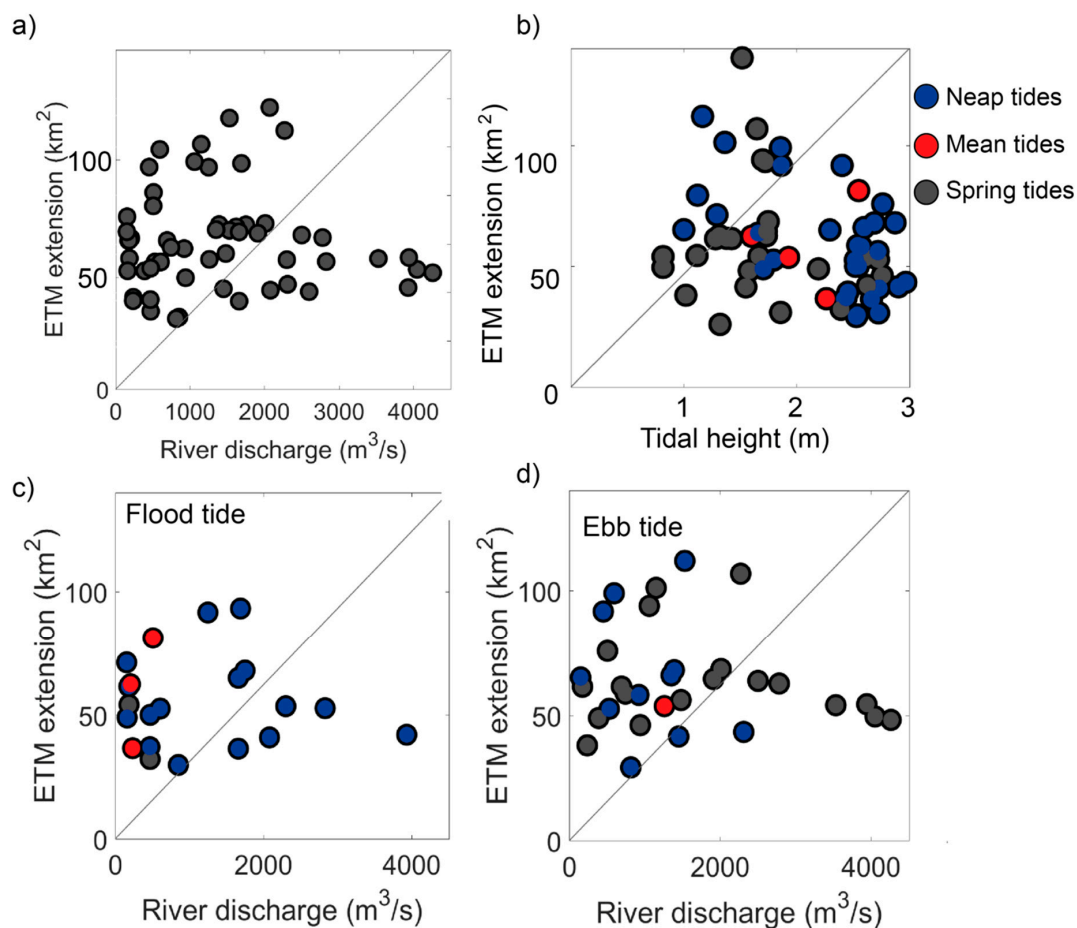 a)
ETM extension (km²)
100
50
0
0
1000
2000
3000
4000
River discharge (m³/s)
b)
ETM extension (km²)
100
50
0
1
2
3
Tidal height (m)
Neap tides
Mean tides
Spring tides
c)
Flood tide
ETM extension (km²)
100
50
0
0
2000
4000
River discharge (m³/s)
d)
Ebb tide
ETM extension (km²)
100
50
0
0
2000
4000
River discharge (m³/s)